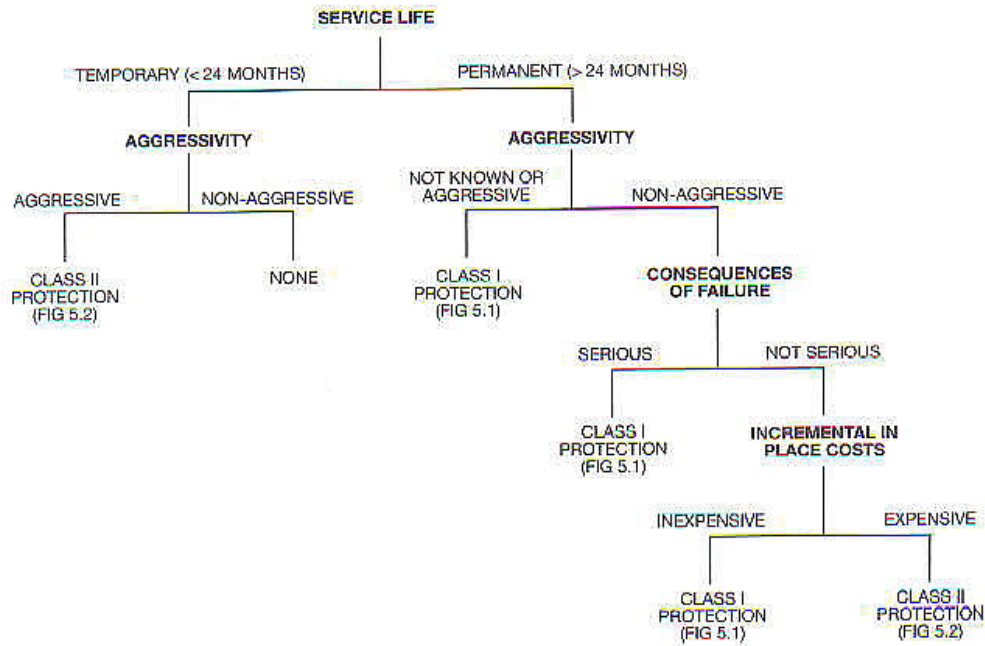 SERVICE LIFE
TEMPORARY (< 24 MONTHS)
PERMANENT (> 24 MONTHS)
AGGRESSIVITY
AGGRESSIVITY
AGGRESSIVE
NON-AGGRESSIVE
NOT KNOWN OR
AGGRESSIVE
NON-AGGRESSIVE
CLASS II
PROTECTION
(FIG 5.2)
NONE
CLASS I
PROTECTION
(FIG 5.1)
CONSEQUENCES
OF FAILURE
SERIOUS
NOT SERIOUS
CLASS I
PROTECTION
(FIG 5.1)
INCREMENTAL IN
PLACE COSTS
INEXPENSIVE
EXPENSIVE
CLASS I
PROTECTION
(FIG 5.1)
CLASS II
PROTECTION
(FIG 5.2)